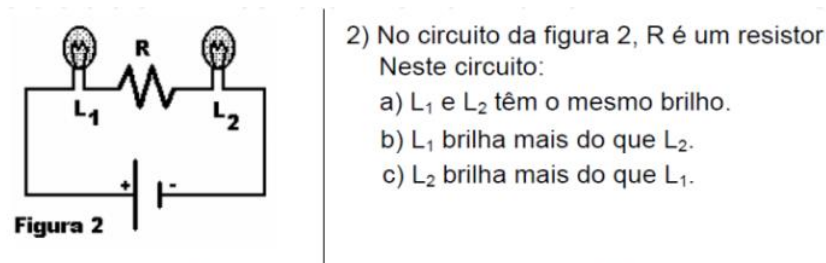 R
L₁
L₂
+ -
Figura 2
2) No circuito da figura 2, R é um resistor
Neste circuito:
a) L₁ e L₂ têm o mesmo brilho.
b) L₁ brilha mais do que L₂.
c) L₂ brilha mais do que L₁.